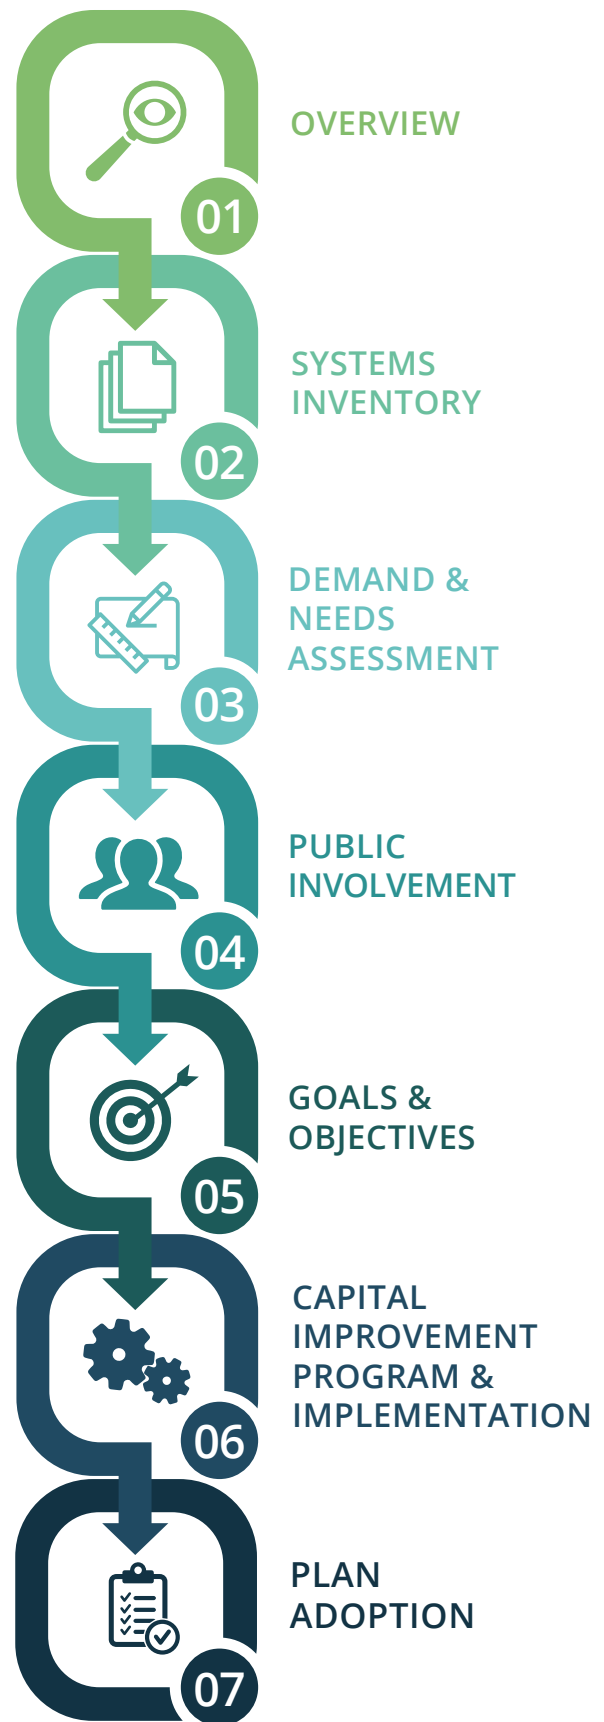 OVERVIEW
01
SYSTEMS
INVENTORY
02
DEMAND &
NEEDS
ASSESSMENT
03
PUBLIC
INVOLVEMENT
04
GOALS &
OBJECTIVES
05
CAPITAL
IMPROVEMENT
PROGRAM &
IMPLEMENTATION
06
PLAN
ADOPTION
07